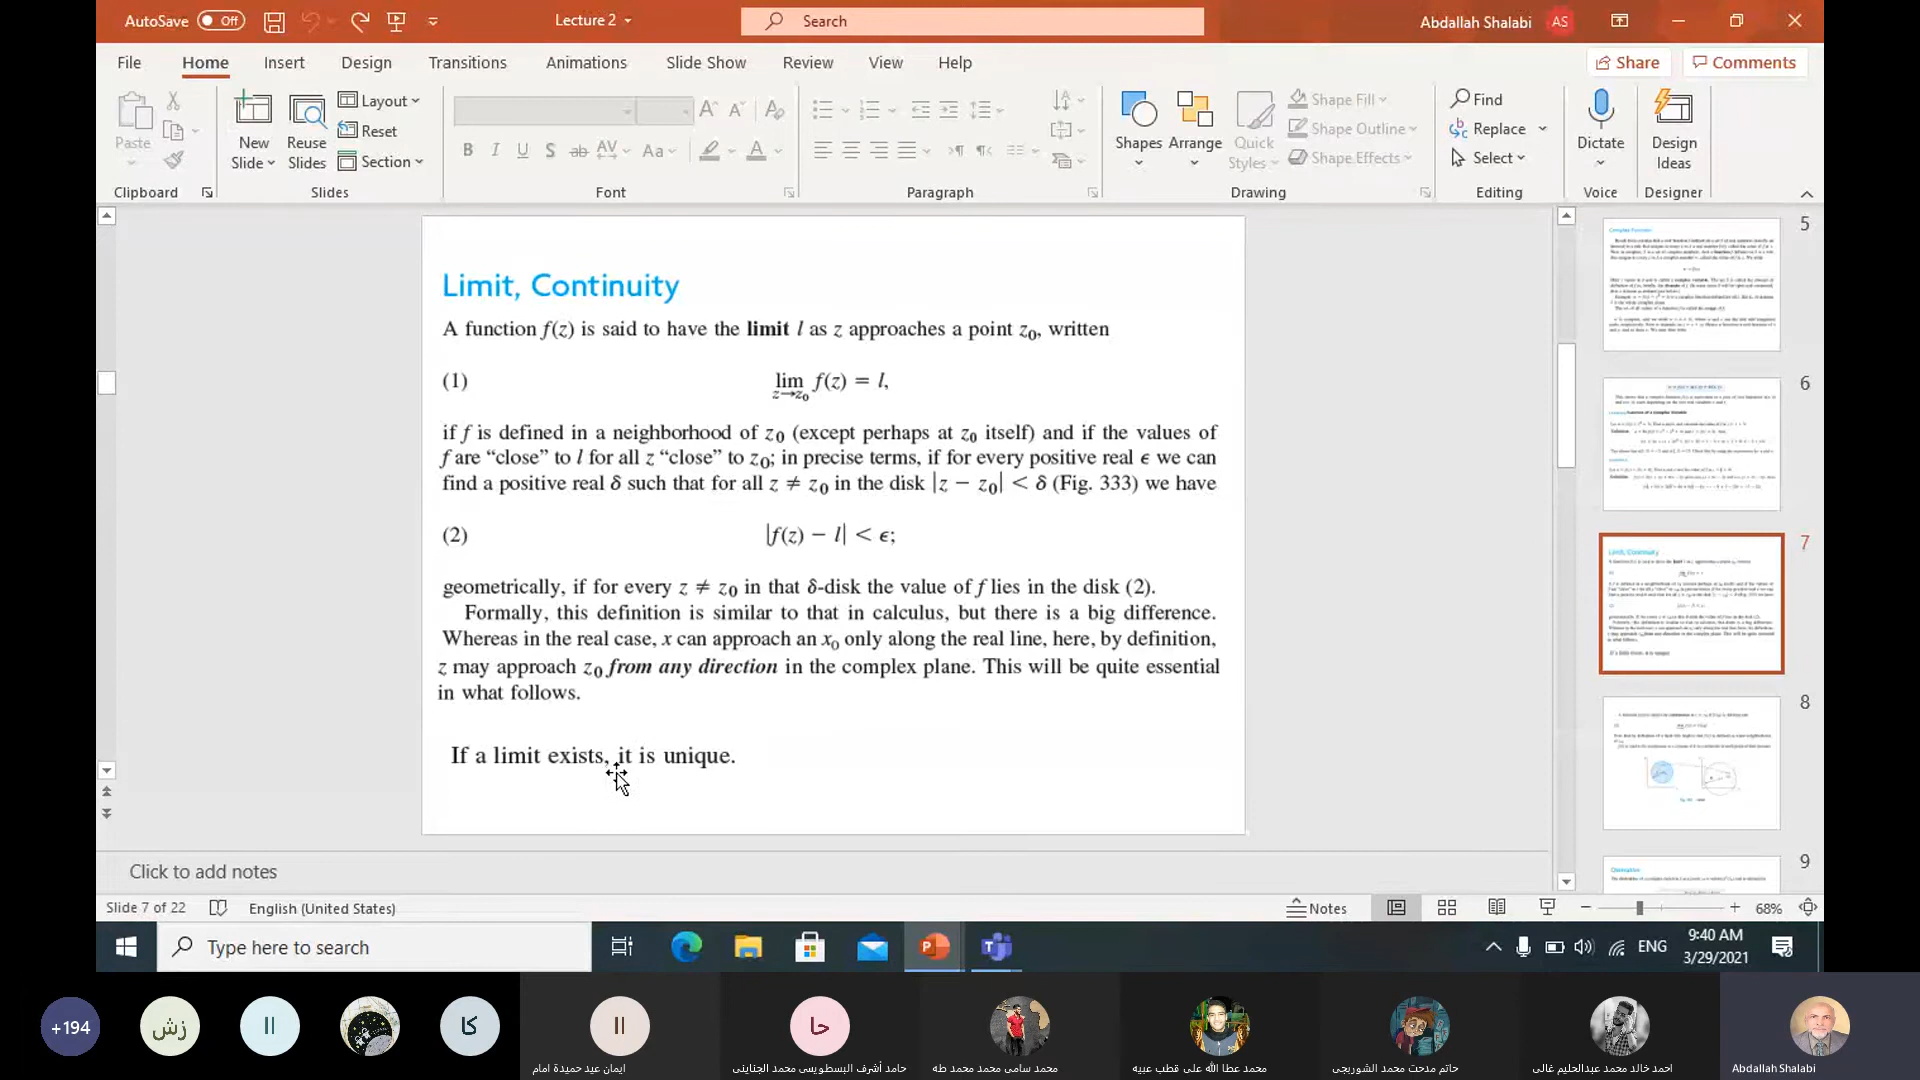 AutoSave Off
Lecture 2
Search
Abdallah Shalabi AS
File Home Insert Design Transitions Animations Slide Show Review View Help
Share Comments
Paste
New Slide
Reuse Slides
Layout
Reset
Section
B I U S ab AV Aa
A A A
Shapes
Arrange
Quick Styles
Shape Fill
Shape Outline
Shape Effects
Find
Replace
Select
Dictate
Design Ideas
Clipboard Slides Font Paragraph Drawing Editing Voice Designer
Limit, Continuity
A function f(z) is said to have the limit l as z approaches a point z₀, written
(1) lim z→z₀ f(z) = l,
if f is defined in a neighborhood of z₀ (except perhaps at z₀ itself) and if the values of
f are “close” to l for all z “close” to z₀; in precise terms, if for every positive real ϵ we can
find a positive real δ such that for all z ≠ z₀ in the disk |z − z₀| < δ (Fig. 333) we have
(2) |f(z) − l| < ϵ;
geometrically, if for every z ≠ z₀ in that δ-disk the value of f lies in the disk (2).
Formally, this definition is similar to that in calculus, but there is a big difference.
Whereas in the real case, x can approach an x₀ only along the real line, here, by definition,
z may approach z₀ from any direction in the complex plane. This will be quite essential
in what follows.
If a limit exists, it is unique.
5
6
7
Limit, Continuity
8
9
Click to add notes
Slide 7 of 22
English (United States)
Notes
68%
Type here to search
ENG
9:40 AM
3/29/2021
+194
زش
اا
كا
اا
حا
ايمان عيد حميدة امام
حامد أشرف البسطويسى محمد الجناينى
محمد سامى محمد محمد طه
محمد عطا الله على قطب عبيه
حاتم مدحت محمد الشوربجى
احمد خالد محمد عبدالحليم غالى
Abdallah Shalabi